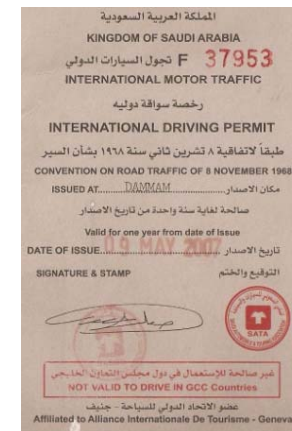 المملكة العربية السعودية
KINGDOM OF SAUDI ARABIA
تجول السيارات الدولي F 37953
INTERNATIONAL MOTOR TRAFFIC
رخصة سواقة دوليه
INTERNATIONAL DRIVING PERMIT
طبقاً لاتفاقية ٨ تشرين ثاني سنة ١٩٦٨ بشأن السير
CONVENTION ON ROAD TRAFFIC OF 8 NOVEMBER 1968
ISSUED AT DAMMAM مكان الاصدار
صالحة لغاية سنة واحدة من تاريخ الاصدار
Valid for one year from date of Issue
DATE OF ISSUE 09 MAY 2007 تاريخ الاصدار
SIGNATURE & STAMP التوقيع والختم
SATA
غير صالحة للإستعمال في دول مجلس التعاون الخليجي
NOT VALID TO DRIVE IN GCC Countries
عضو الاتحاد الدولي للسياحة - جنيف
Affiliated to Alliance Internationale De Tourisme - Geneva